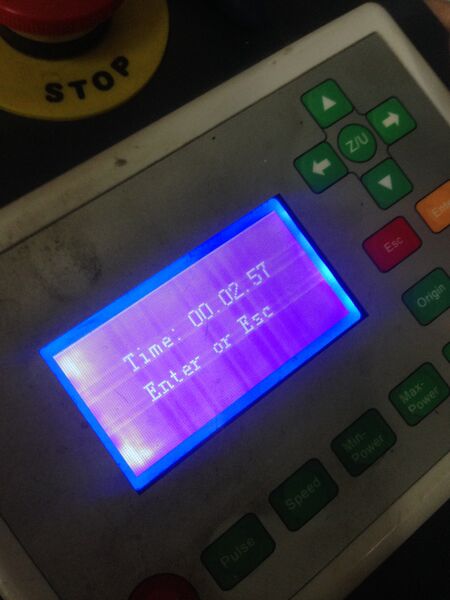 STOP
Z/U
Esc
Origin
Time: 00.02.57
Enter or Esc
Max-
Power
Min-
Power
Speed
Pulse